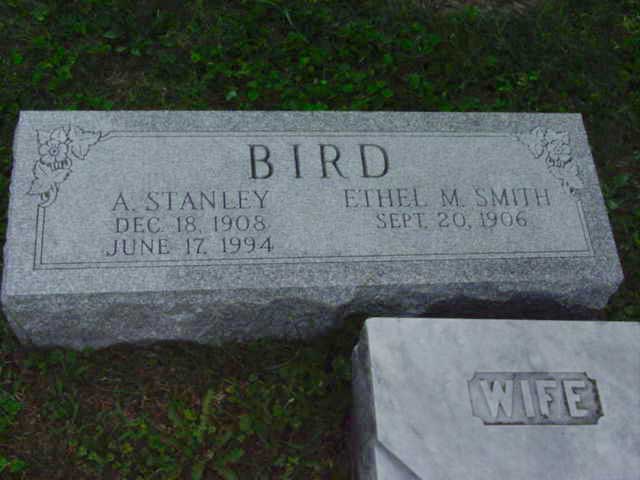 BIRD
A. STANLEY
DEC. 18, 1908
JUNE 17, 1994
ETHEL M. SMITH
SEPT. 20, 1906
WIFE